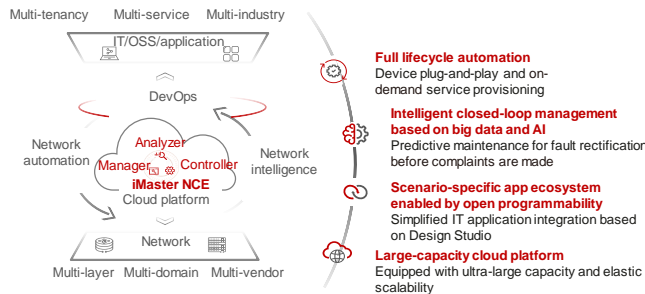 Multi-tenancy Multi-service Multi-industry
IT/OSS/application
DevOps
Network
automation
Analyzer
Manager
Controller
iMaster NCE
Cloud platform
Network
intelligence
Network
Multi-layer Multi-domain Multi-vendor
Full lifecycle automation
Device plug-and-play and on-
demand service provisioning
Intelligent closed-loop management
based on big data and AI
Predictive maintenance for fault rectification
before complaints are made
Scenario-specific app ecosystem
enabled by open programmability
Simplified IT application integration based
on Design Studio
Large-capacity cloud platform
Equipped with ultra-large capacity and elastic
scalability